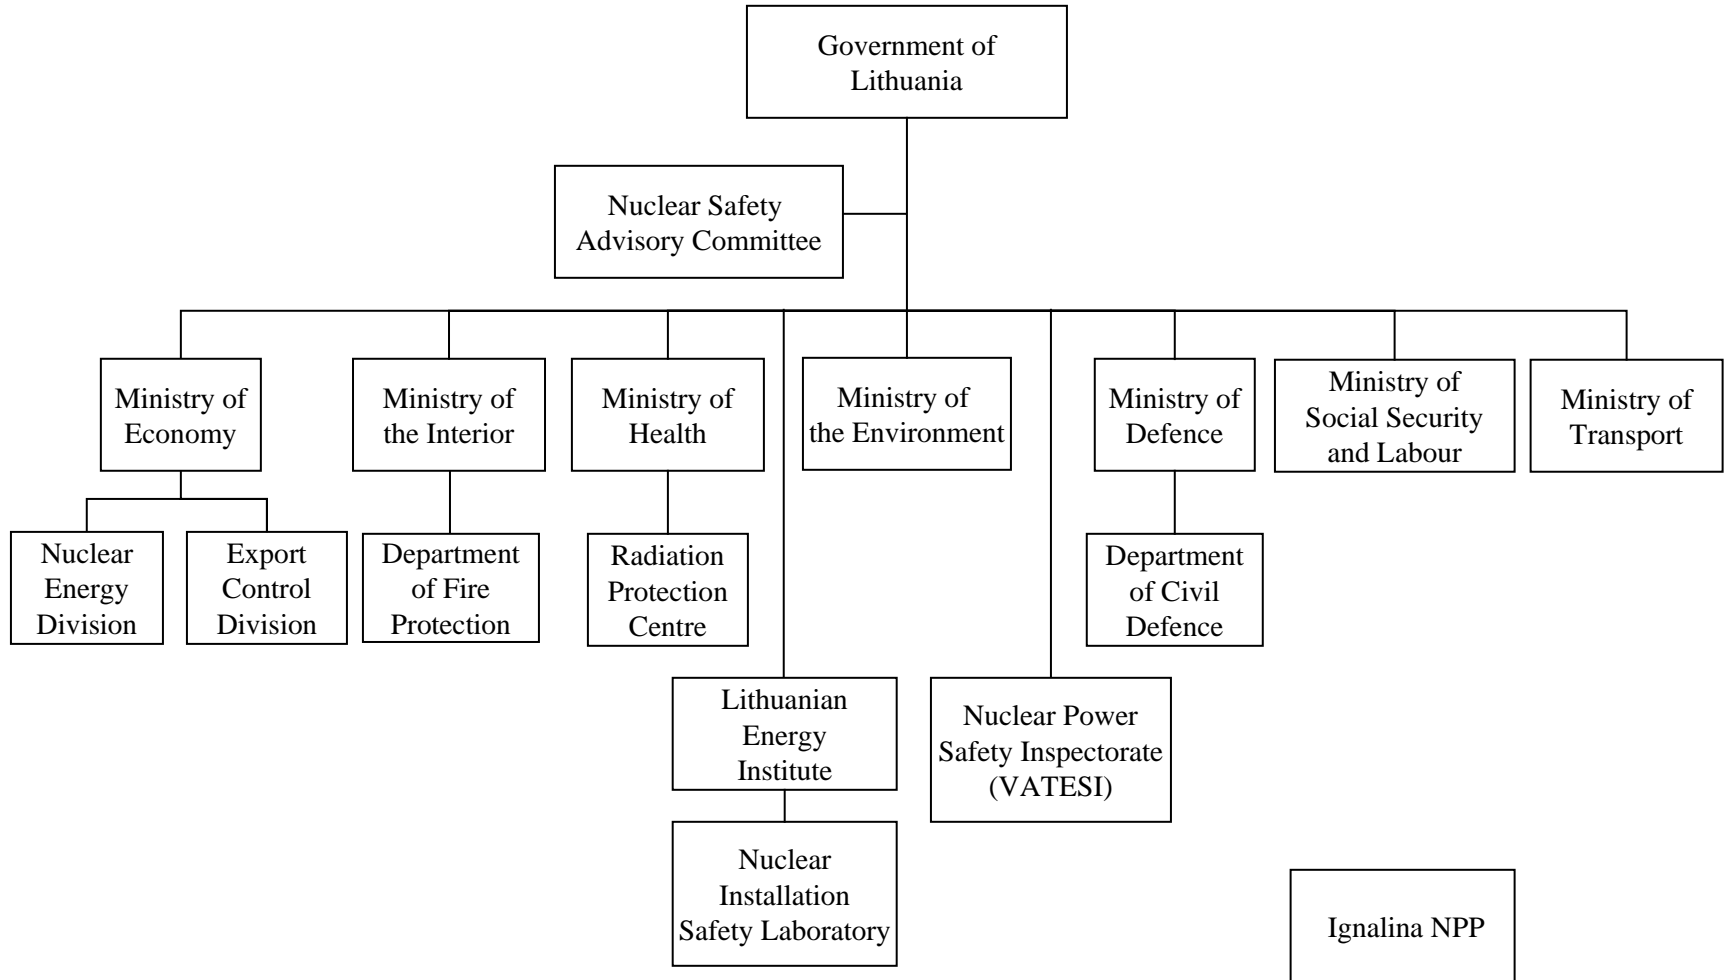 Government of
Lithuania
Nuclear Safety
Advisory Committee
Ministry of
Economy
Ministry of
the Interior
Ministry of
Health
Ministry of
the Environment
Ministry of
Defence
Ministry of
Social Security
and Labour
Ministry of
Transport
Nuclear
Energy
Division
Export
Control
Division
Department
of Fire
Protection
Radiation
Protection
Centre
Department
of Civil
Defence
Lithuanian
Energy
Institute
Nuclear Power
Safety Inspectorate
(VATESI)
Nuclear
Installation
Safety Laboratory
Ignalina NPP